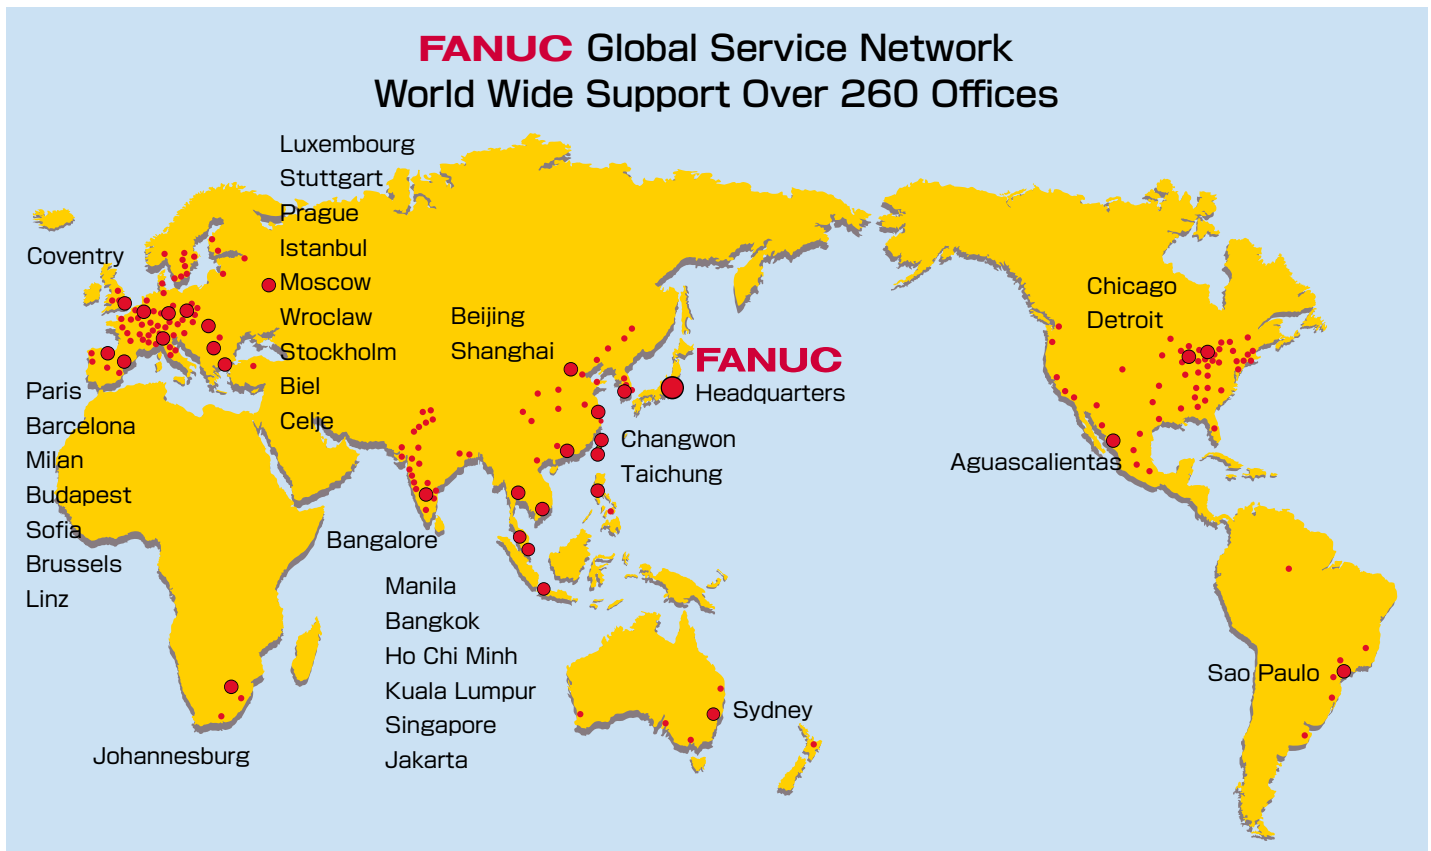 FANUC Global Service Network
World Wide Support Over 260 Offices
Luxembourg
Stuttgart
Prague
Istanbul
Moscow
Wroclaw
Stockholm
Biel
Celje
Coventry
Paris
Barcelona
Milan
Budapest
Sofia
Brussels
Linz
Johannesburg
Beijing
Shanghai
FANUC
Headquarters
Changwon
Taichung
Bangalore
Manila
Bangkok
Ho Chi Minh
Kuala Lumpur
Singapore
Jakarta
Sydney
Chicago
Detroit
Aguascalientas
Sao Paulo